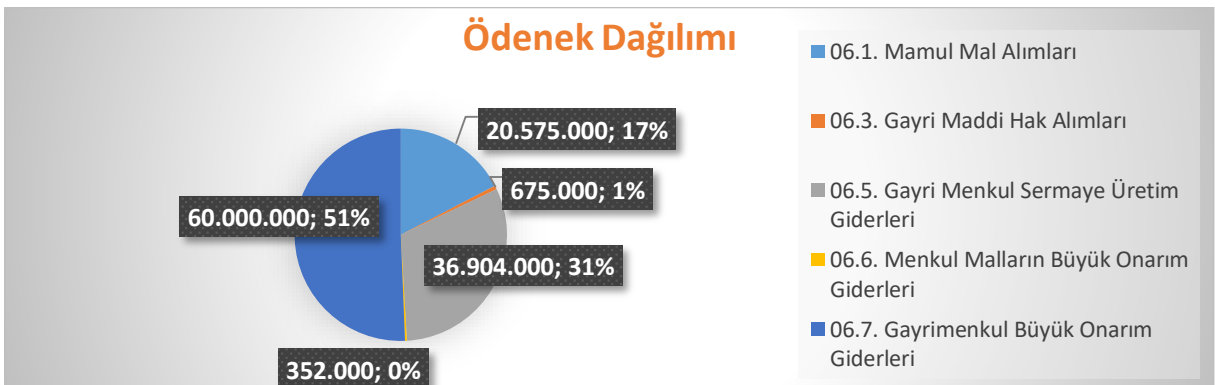 Ödenek Dağılımı
20.575.000; 17%
675.000; 1%
60.000.000; 51%
36.904.000; 31%
352.000; 0%
06.1. Mamul Mal Alımları
06.3. Gayri Maddi Hak Alımları
06.5. Gayri Menkul Sermaye Üretim
Giderleri
06.6. Menkul Malların Büyük Onarım
Giderleri
06.7. Gayrimenkul Büyük Onarım
Giderleri